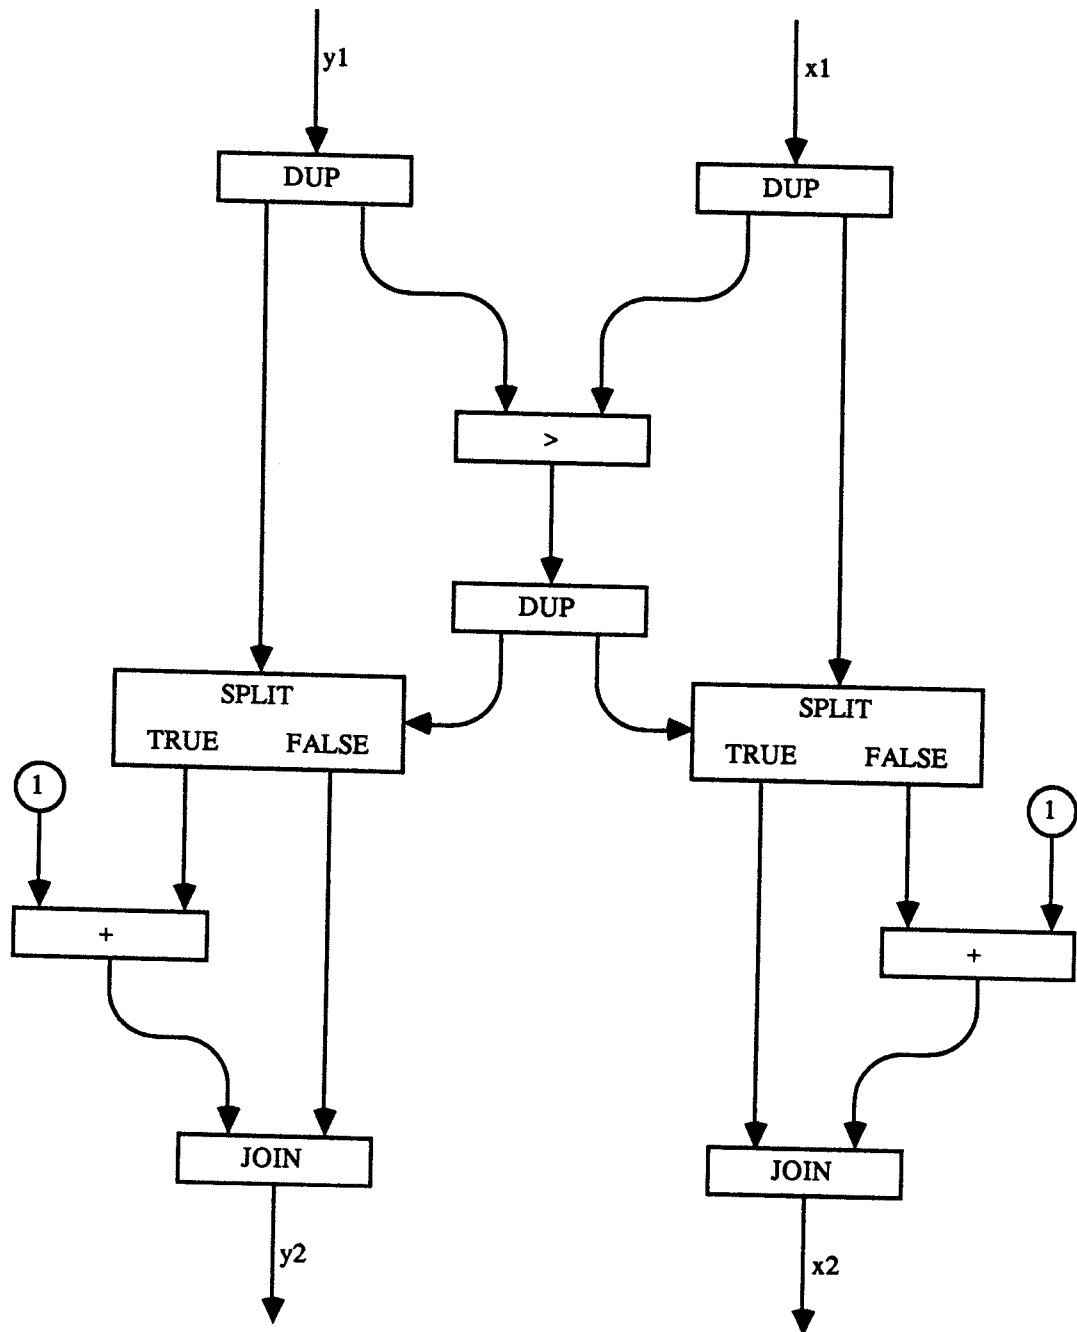 y1
x1
DUP
DUP
>
DUP
SPLIT
TRUE FALSE
SPLIT
TRUE FALSE
1
1
+
+
JOIN
JOIN
y2
x2